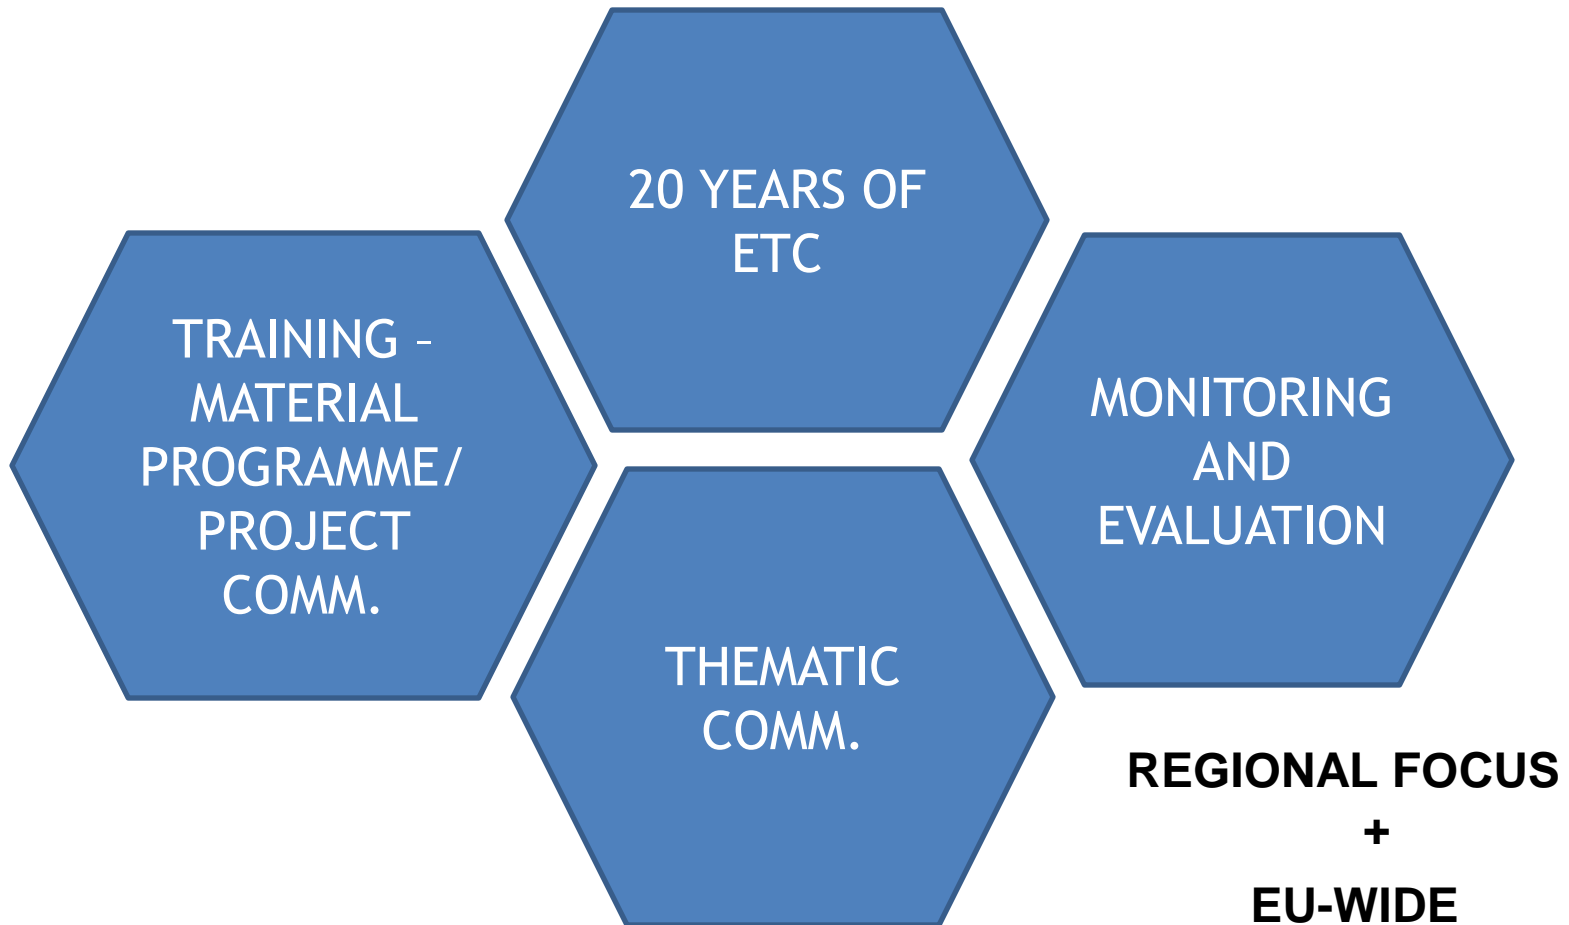 20 YEARS OF
ETC
TRAINING –
MATERIAL
PROGRAMME/
PROJECT
COMM.
MONITORING
AND
EVALUATION
THEMATIC
COMM.
REGIONAL FOCUS
+
EU-WIDE